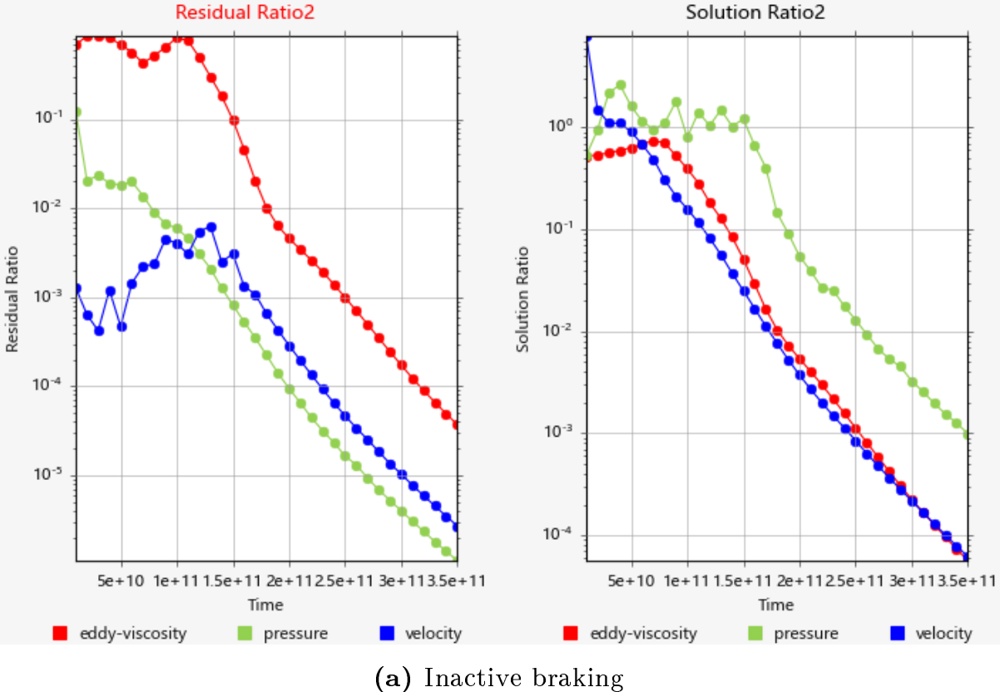 Residual Ratio2
10⁻¹
10⁻²
10⁻³
10⁻⁴
10⁻⁵
Residual Ratio
5e+10 1e+11 1.5e+11 2e+11 2.5e+11 3e+11 3.5e+11
Time
eddy-viscosity pressure velocity
Solution Ratio2
10⁰
10⁻¹
10⁻²
10⁻³
10⁻⁴
Solution Ratio
5e+10 1e+11 1.5e+11 2e+11 2.5e+11 3e+11 3.5e+11
Time
eddy-viscosity pressure velocity
(a) Inactive braking